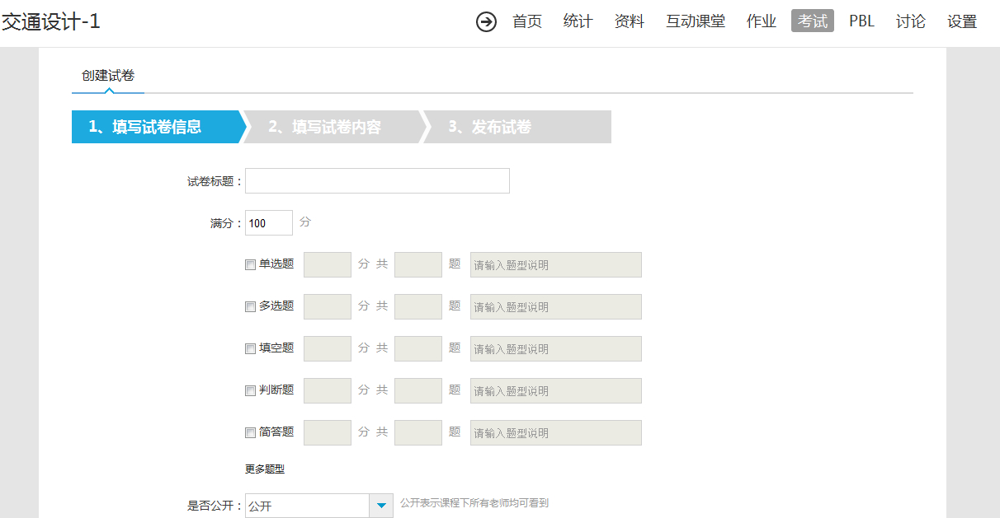 交通设计-1
首页 统计 资料 互动课堂 作业 考试 PBL 讨论 设置
创建试卷
1、填写试卷信息 2、填写试卷内容 3、发布试卷
试卷标题：
满分：100 分
单选题 分 共 题 请输入题型说明
多选题 分 共 题 请输入题型说明
填空题 分 共 题 请输入题型说明
判断题 分 共 题 请输入题型说明
简答题 分 共 题 请输入题型说明
更多题型
是否公开：公开 公开表示课程下所有老师均可看到